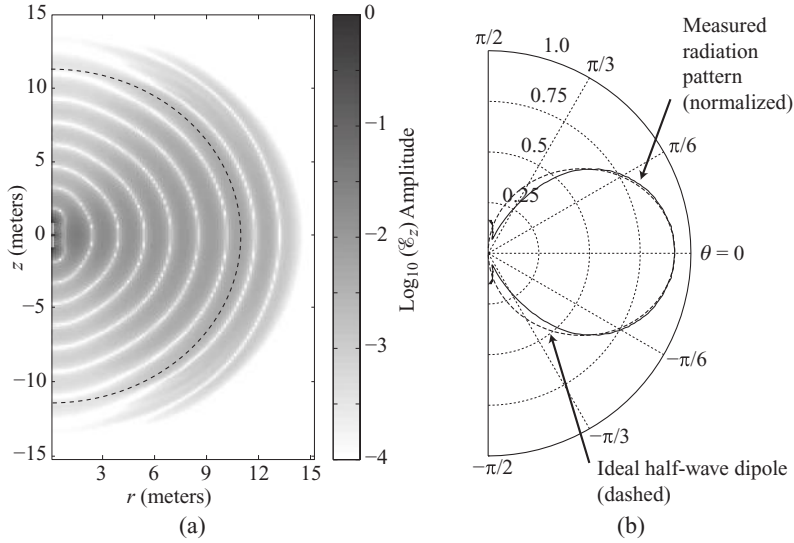 15
10
5
0
−5
−10
−15
z (meters)
3
6
9
12
15
r (meters)
(a)
0
−1
−2
−3
−4
Log₁₀ (ℰz) Amplitude
π/2
1.0
π/3
0.75
0.5
0.25
π/6
θ = 0
−π/6
−π/3
−π/2
Measured
radiation
pattern
(normalized)
Ideal half-wave dipole
(dashed)
(b)